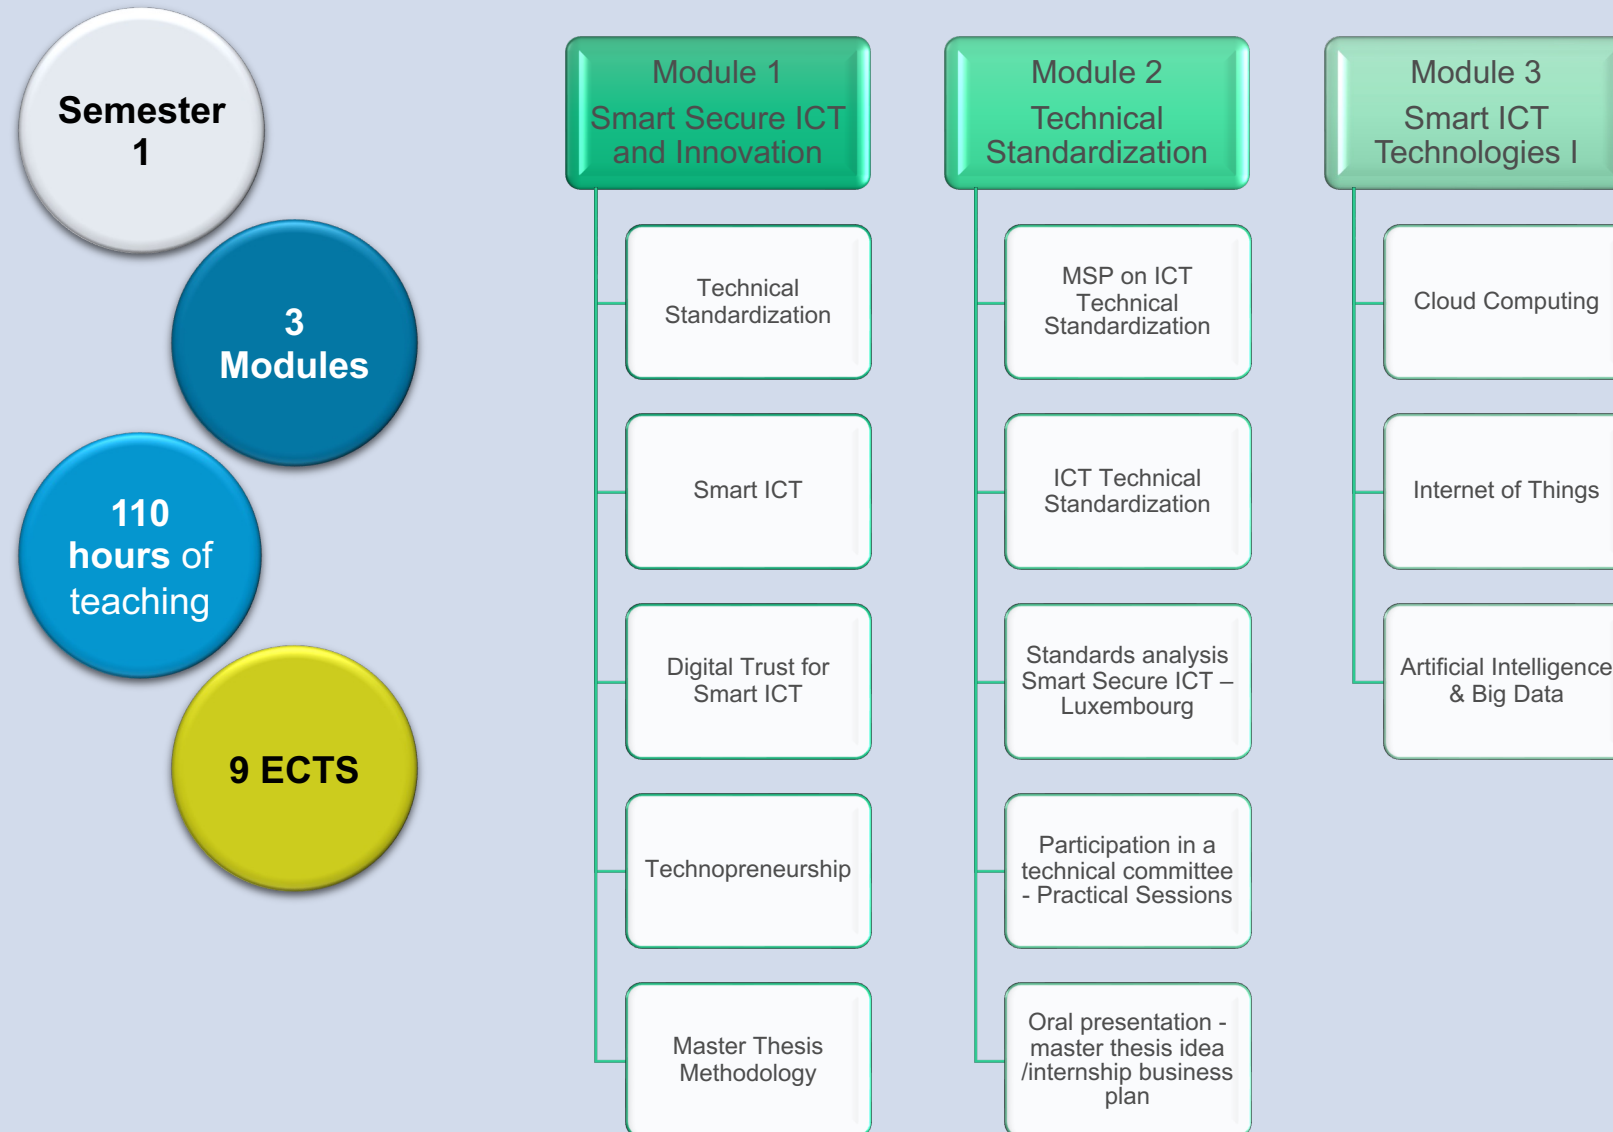 Semester
1
3
Modules
110
hours of
teaching
9 ECTS
Module 1
Smart Secure ICT
and Innovation
Technical
Standardization
Smart ICT
Digital Trust for
Smart ICT
Technopreneurship
Master Thesis
Methodology
Module 2
Technical
Standardization
MSP on ICT
Technical
Standardization
ICT Technical
Standardization
Standards analysis
Smart Secure ICT –
Luxembourg
Participation in a
technical committee
- Practical Sessions
Oral presentation -
master thesis idea
/internship business
plan
Module 3
Smart ICT
Technologies I
Cloud Computing
Internet of Things
Artificial Intelligence
& Big Data